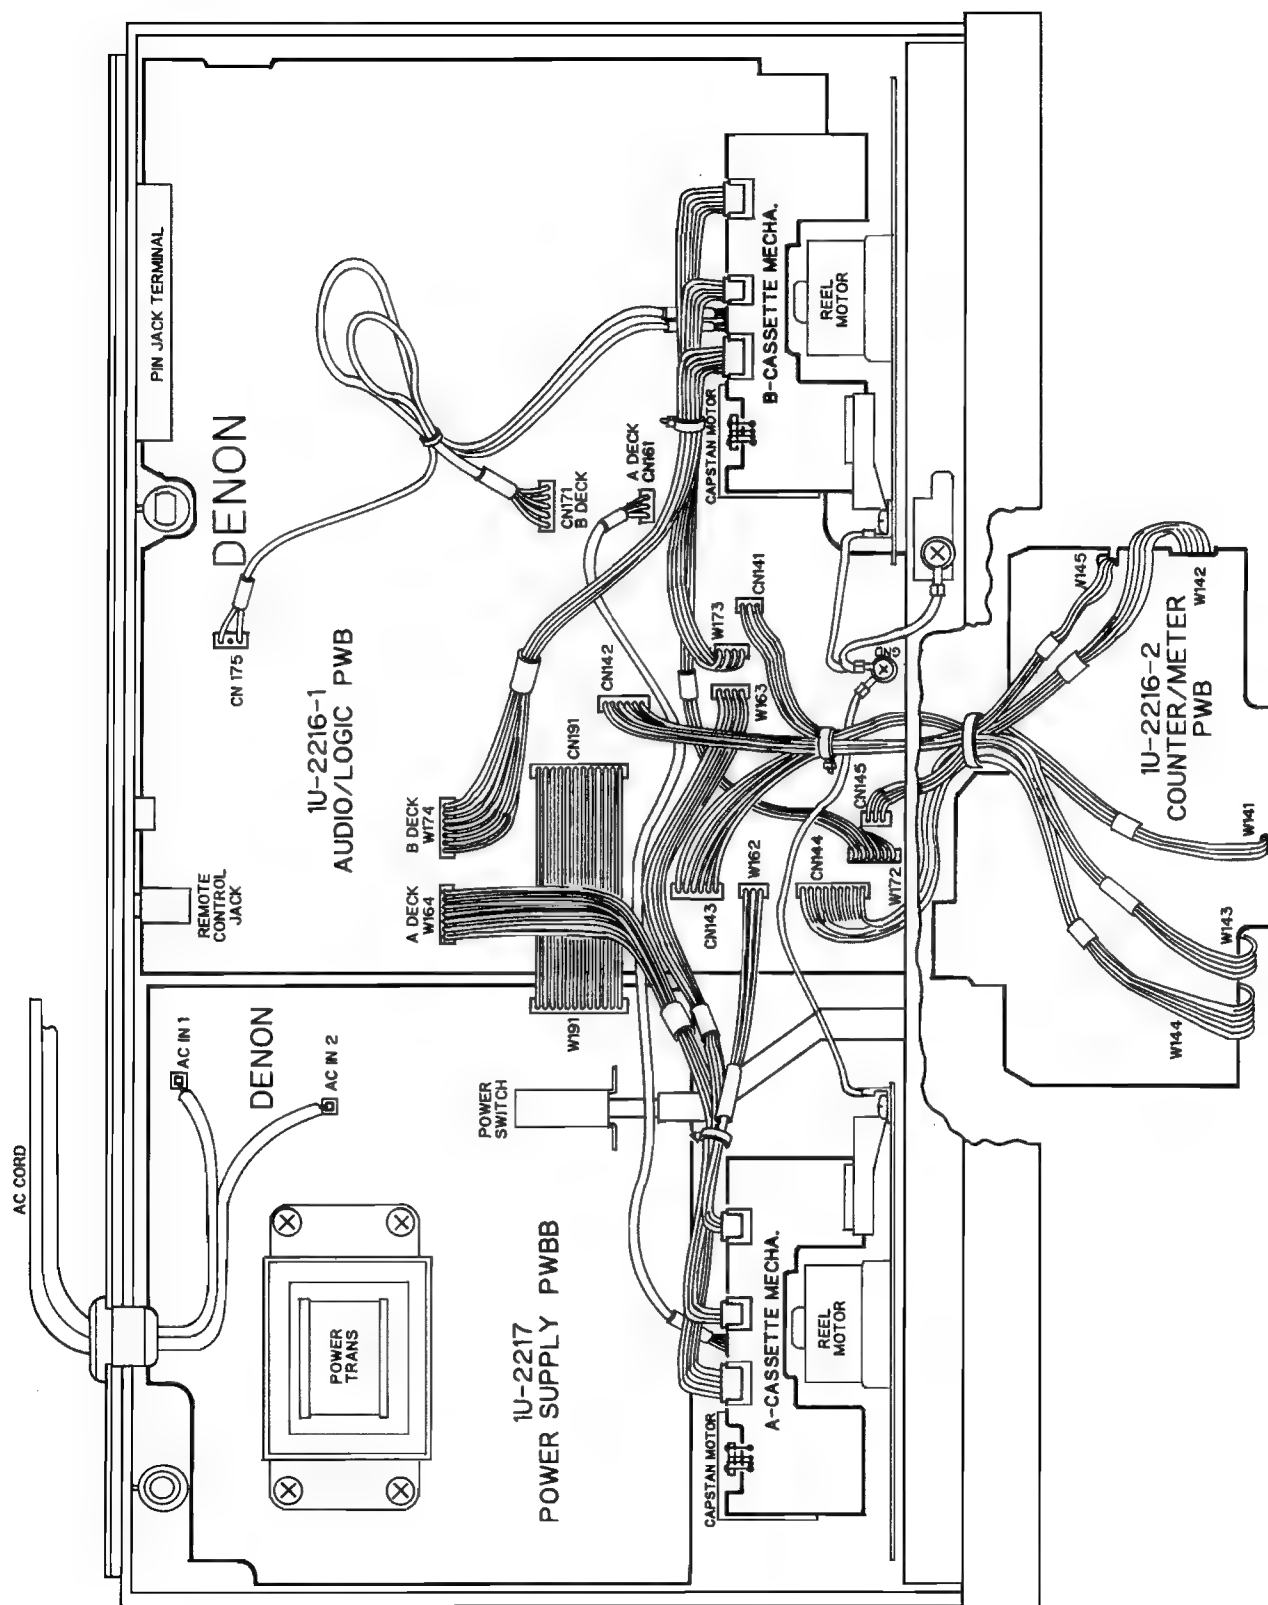 AC CORD
AC IN 1
AC IN 2
DENON
POWER
TRANS
1U-2217
POWER SUPPLY PWBB
POWER
SWITCH
W191
REMOTE
CONTROL
JACK
PIN JACK TERMINAL
DENON
CN 175
1U-2216-1
AUDIO/LOGIC PWB
A DECK
W164
B DECK
W174
CN191
CN171
B DECK
A DECK
CN161
CN142
W173
CN141
W163
CN143
W162
CN144
CN145
W172
CAPSTAN MOTOR
A-CASSETTE MECHA.
REEL
MOTOR
CAPSTAN MOTOR
B-CASSETTE MECHA.
REEL
MOTOR
1U-2216-2
COUNTER/METER
PWB
W145
W142
W141
W143
W144